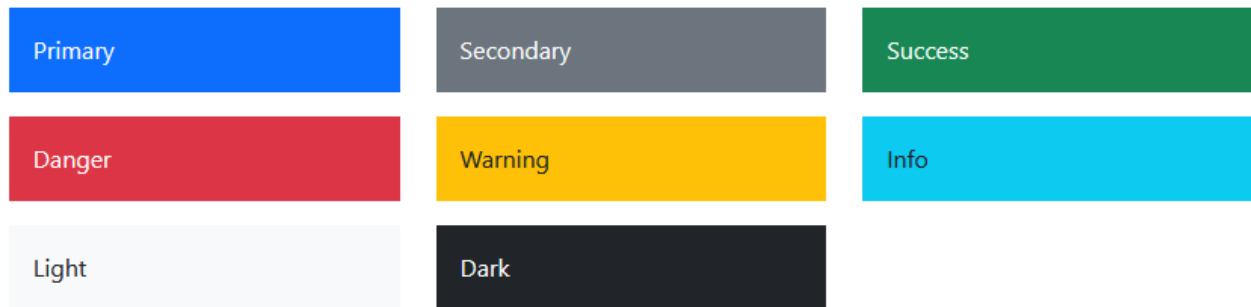 Primary
Secondary
Success
Danger
Warning
Info
Light
Dark